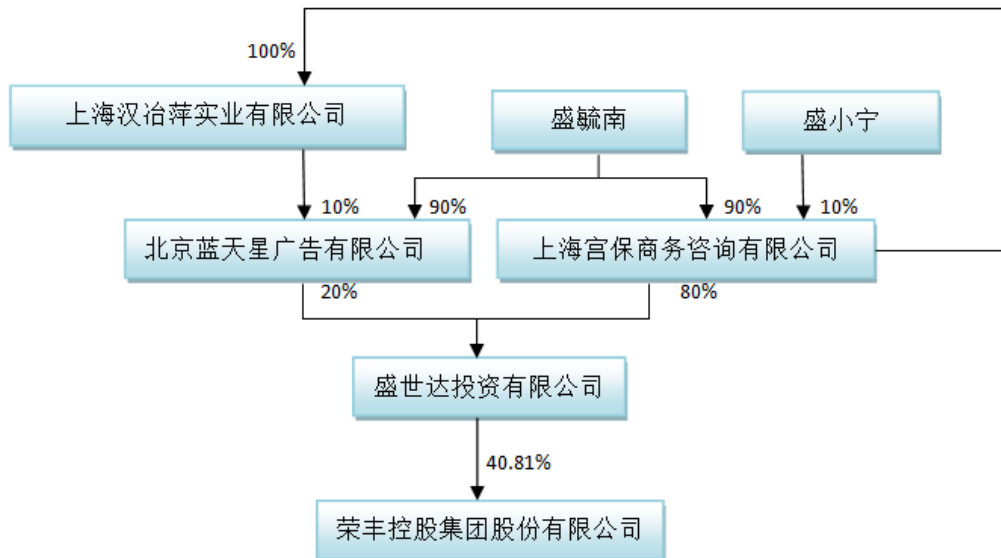 100%
上海汉冶萍实业有限公司
盛毓南
盛小宁
10%
90%
90%
10%
北京蓝天星广告有限公司
上海宫保商务咨询有限公司
20%
80%
盛世达投资有限公司
40.81%
荣丰控股集团股份有限公司